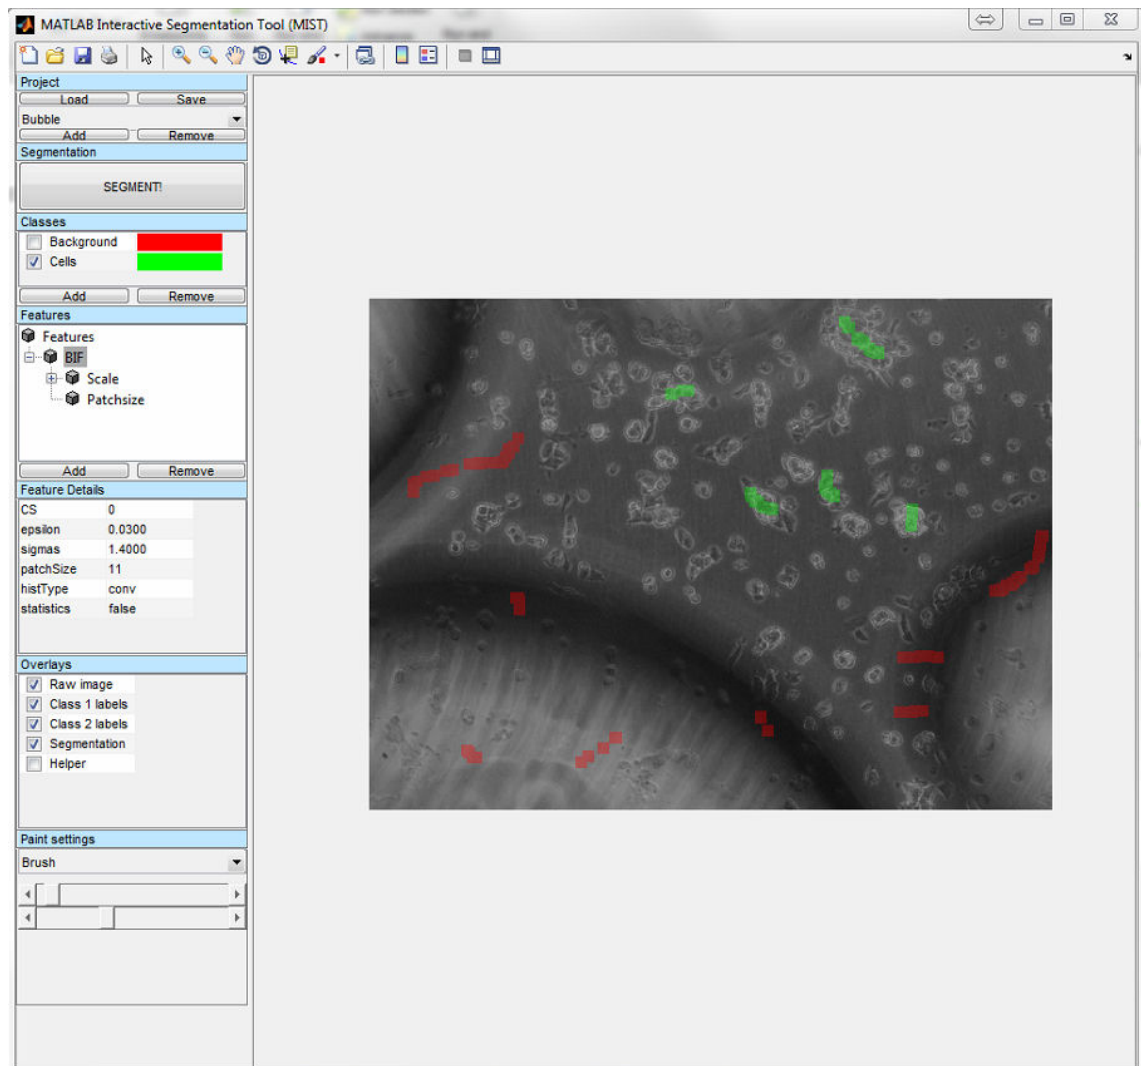 MATLAB Interactive Segmentation Tool (MIST)
Project
Load Save
Bubble
Add Remove
Segmentation
SEGMENT!
Classes
Background
Cells
Add Remove
Features
Features
BIF
Scale
Patchsize
Add Remove
Feature Details
CS 0
epsilon 0.0300
sigmas 1.4000
patchSize 11
histType conv
statistics false
Overlays
Raw image
Class 1 labels
Class 2 labels
Segmentation
Helper
Paint settings
Brush